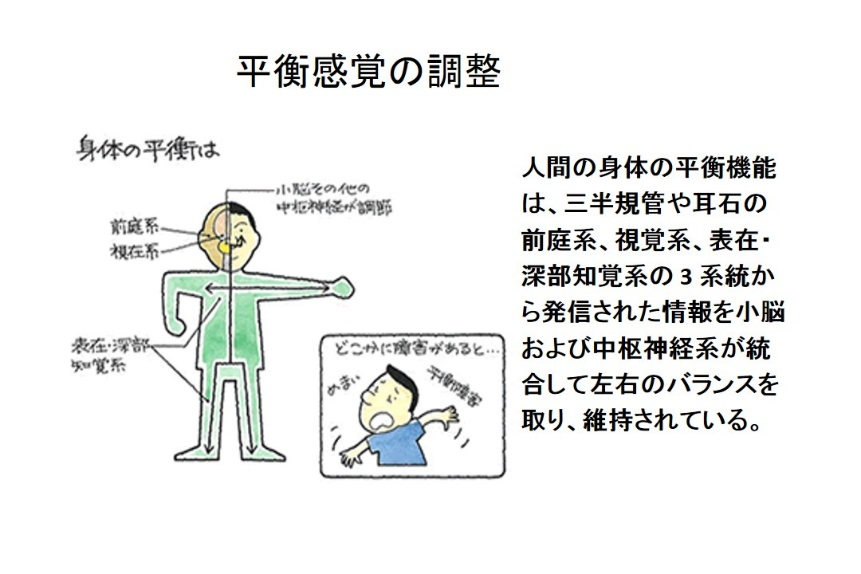 平衡感覚の調整
身体の平衡は
小脳その他の
中枢神経が調節
前庭系
視在系
表在・深部
知覚系
どこかに障害があると…
めまい
平衡障害
人間の身体の平衡機能
は、三半規管や耳石の
前庭系、視覚系、表在・
深部知覚系の 3 系統か
ら発信された情報を小脳
および中枢神経系が統
合して左右のバランスを
取り、維持されている。